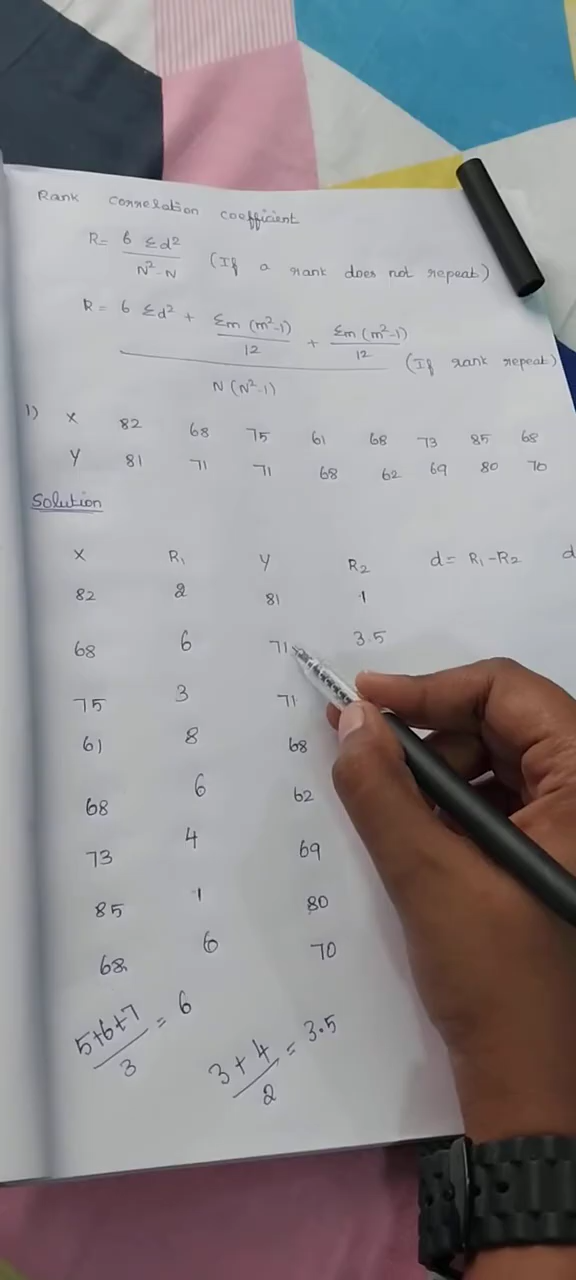 Rank Correlation coefficient
R= 6 Σd² / N²-N (If a rank does not repeat)
R= 6 Σd² + Σm (m²-1) / 12 + Σm (m²-1) / 12 / N (N²-1) (If rank repeat)
1) X 82 68 75 61 68 73 85 68
Y 81 71 71 68 62 69 80 70
Solution
X R₁ Y R₂ d= R₁-R₂ d
82 2 81 1
68 6 71 3.5
75 3 71
61 8 68
68 6 62
73 4 69
85 1 80
68 6 70
5+6+7 / 3 = 6
3+4 / 2 = 3.5